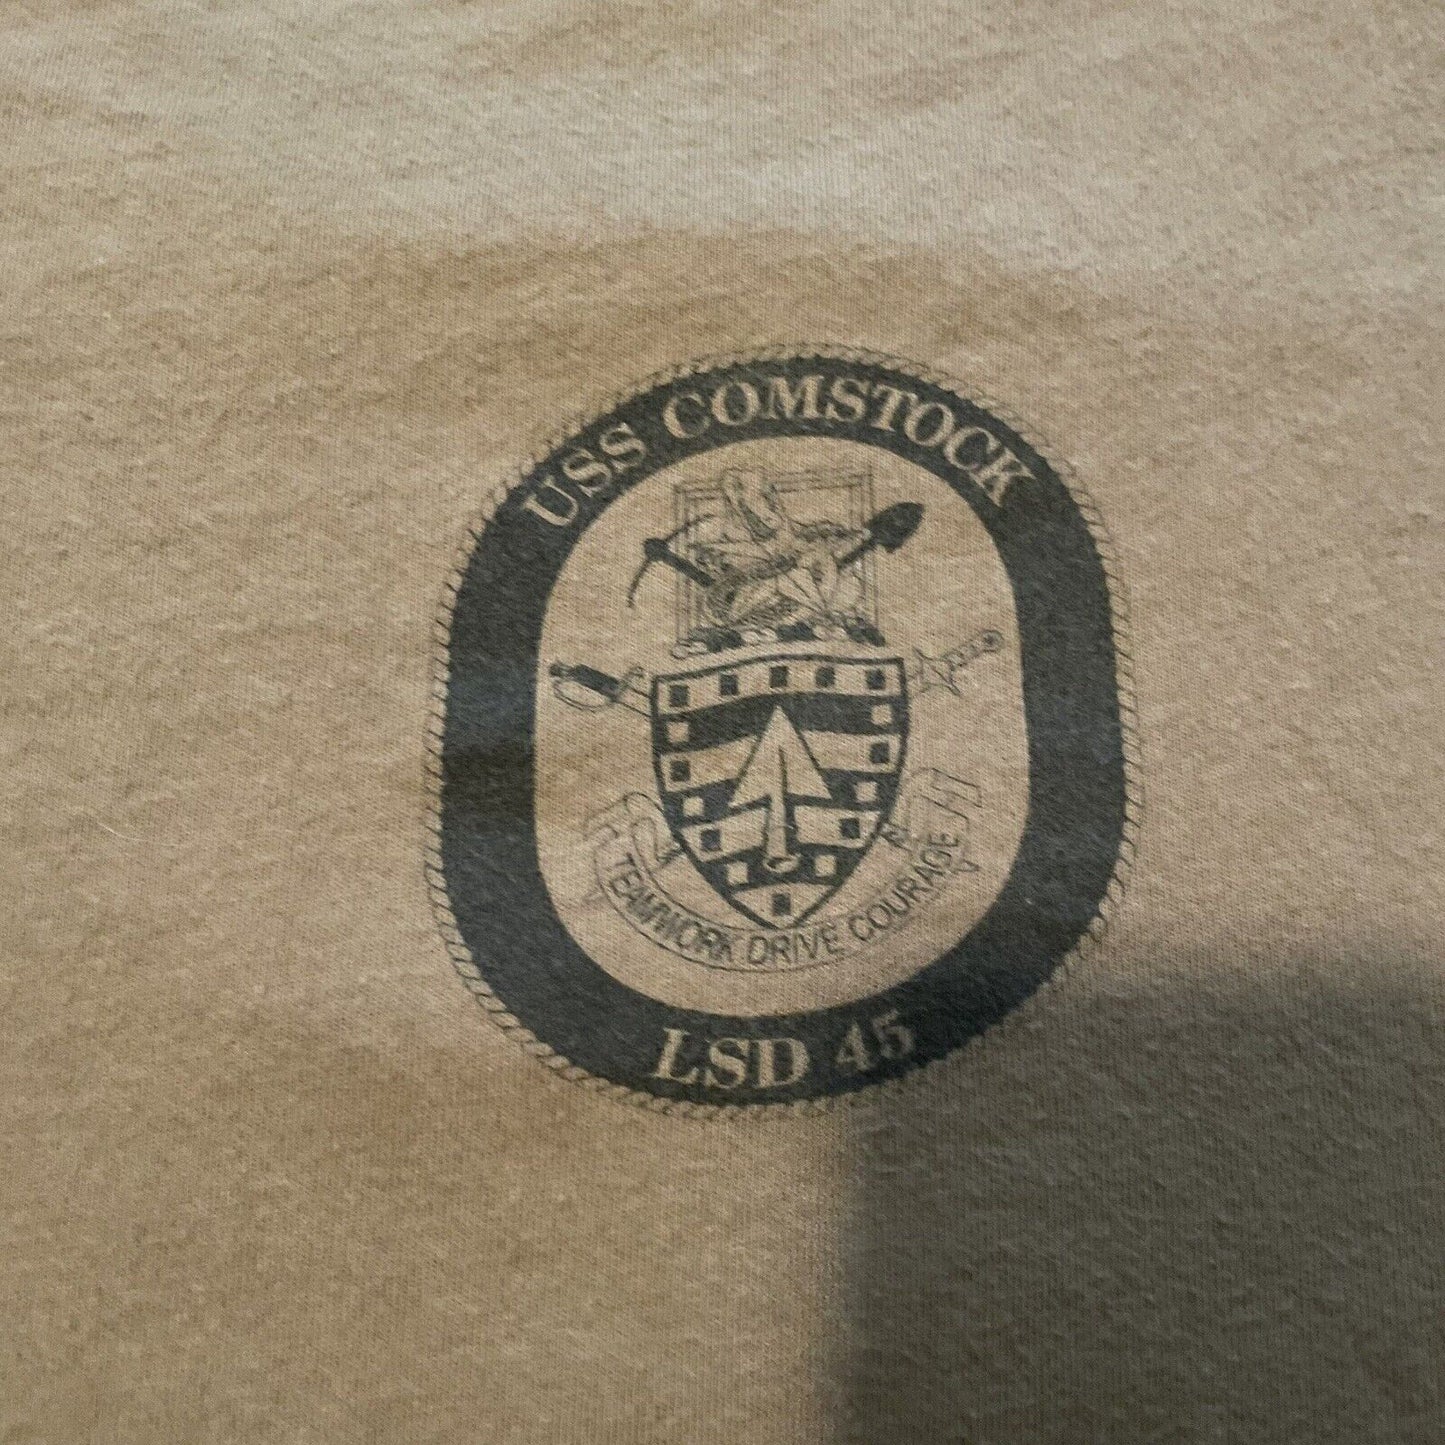 USS COMSTOCK
TEAMWORK DRIVE COURAGE
LSD 45